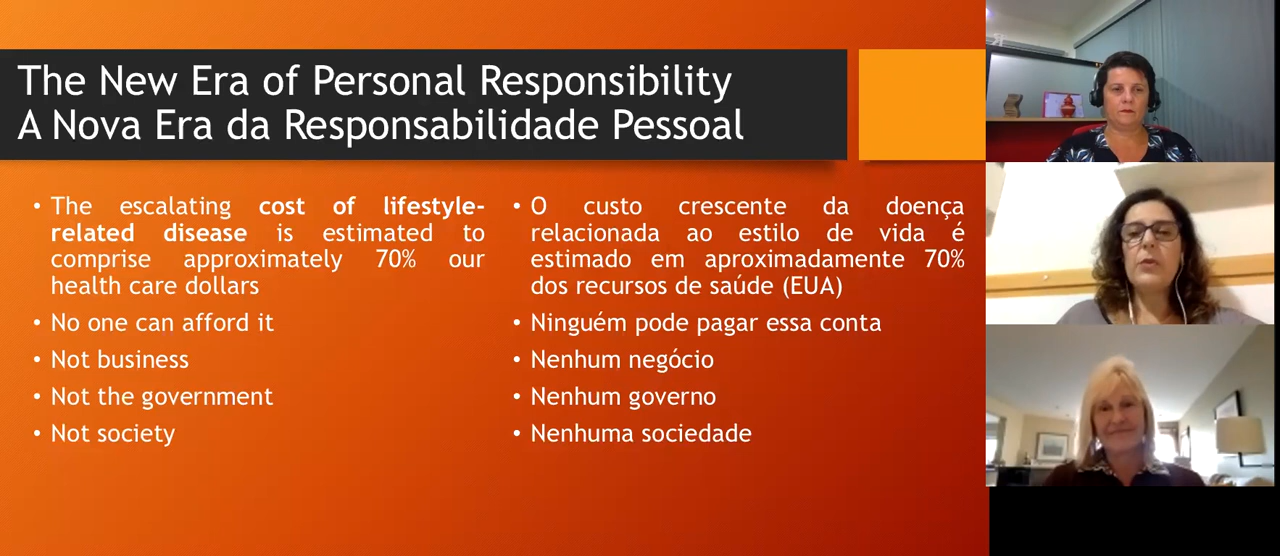 The New Era of Personal Responsibility
A Nova Era da Responsabilidade Pessoal
• The escalating cost of lifestyle-
related disease is estimated to
comprise approximately 70% our
health care dollars
• No one can afford it
• Not business
• Not the government
• Not society
• O custo crescente da doença
relacionada ao estilo de vida é
estimado em aproximadamente 70%
dos recursos de saúde (EUA)
• Ninguém pode pagar essa conta
• Nenhum negócio
• Nenhum governo
• Nenhuma sociedade